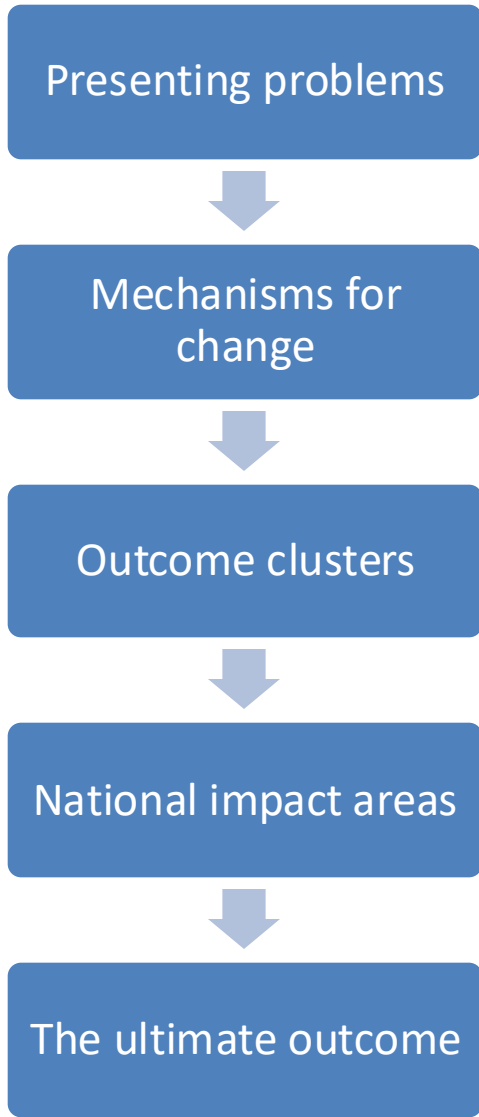 Presenting problems
Mechanisms for
change
Outcome clusters
National impact areas
The ultimate outcome